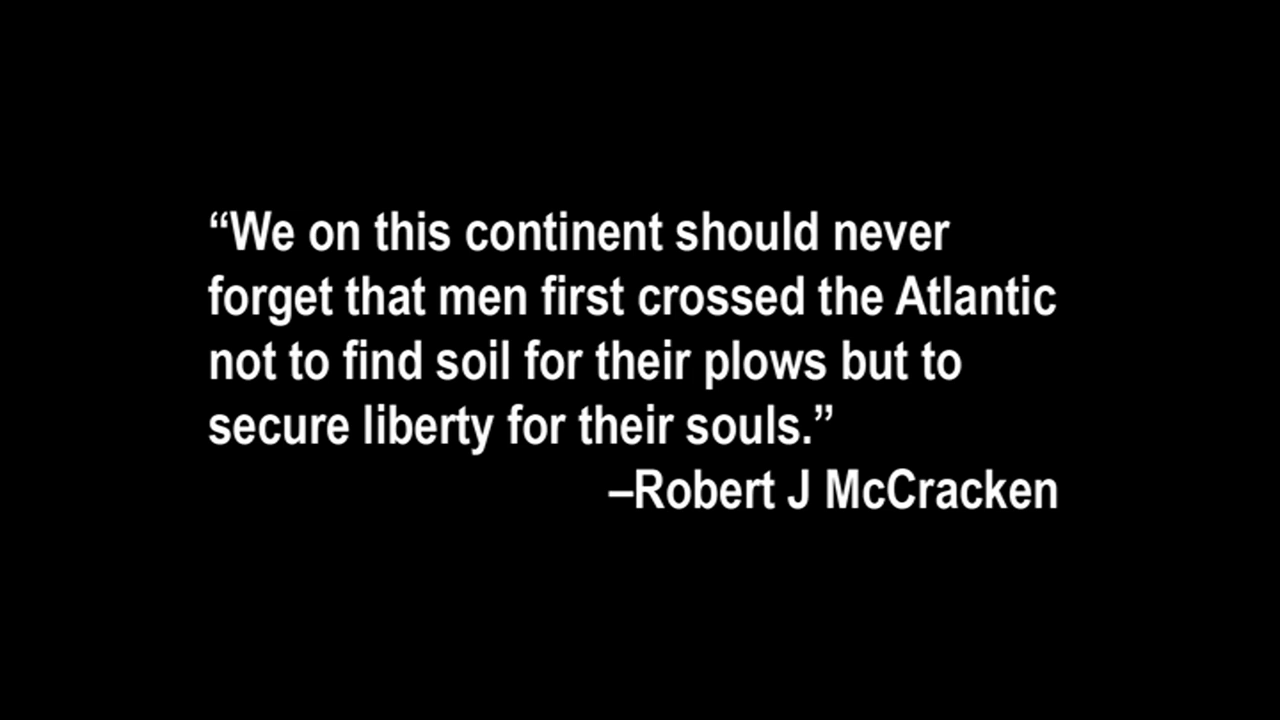 “We on this continent should never
forget that men first crossed the Atlantic
not to find soil for their plows but to
secure liberty for their souls.”
–Robert J McCracken